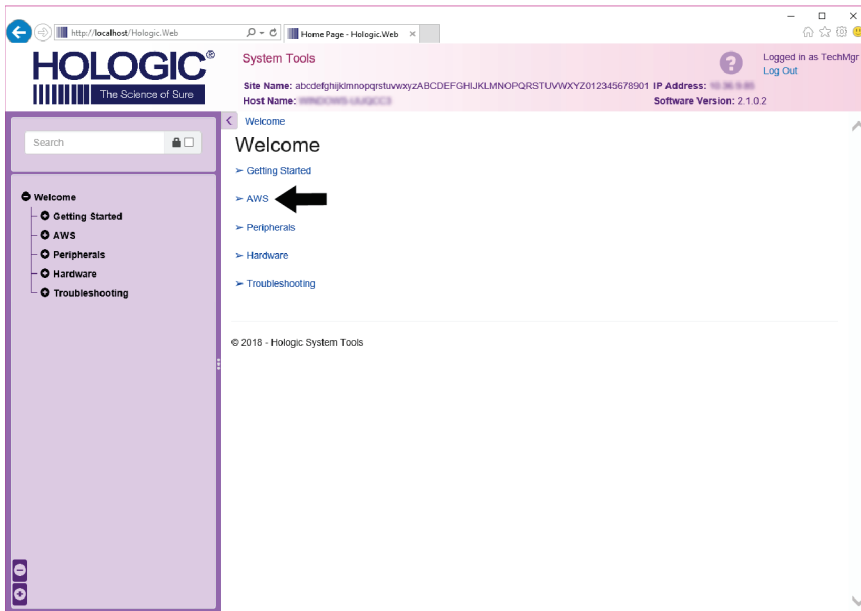 http://localhost/Hologic.Web
Home Page - Hologic.Web
HOLOGIC®
The Science of Sure
System Tools
Logged in as TechMgr
Log Out
Site Name: abcdefghijklmnopqrstuvwxyzABCDEFGHIJKLMNOPQRSTUVWXYZ012345678901 IP Address:
Host Name:
Software Version: 2.1.0.2
Search
Welcome
Getting Started
AWS
Peripherals
Hardware
Troubleshooting
Welcome
Welcome
➢ Getting Started
➢ AWS
➢ Peripherals
➢ Hardware
➢ Troubleshooting
© 2018 - Hologic System Tools